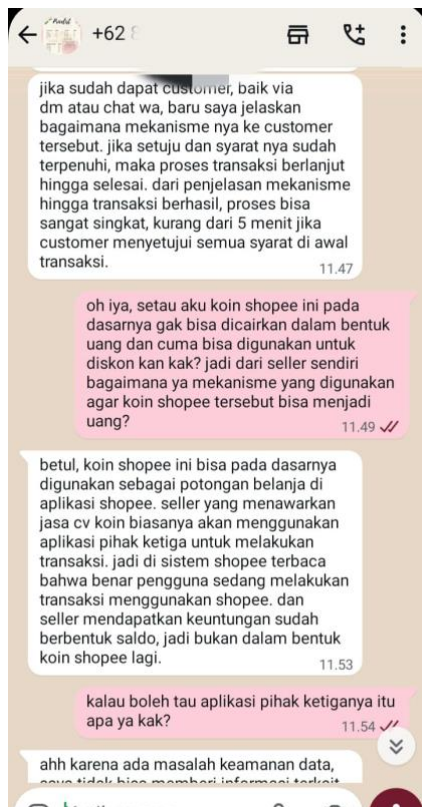 +62 8
jika sudah dapat customer, baik via
dm atau chat wa, baru saya jelaskan
bagaimana mekanisme nya ke customer
tersebut. jika setuju dan syarat nya sudah
terpenuhi, maka proses transaksi berlanjut
hingga selesai. dari penjelasan mekanisme
hingga transaksi berhasil, proses bisa
sangat singkat, kurang dari 5 menit jika
customer menyetujui semua syarat di awal
transaksi.
11.47
oh iya, setau aku koin shopee ini pada
dasarnya gak bisa dicairkan dalam bentuk
uang dan cuma bisa digunakan untuk
diskon kan kak? jadi dari seller sendiri
bagaimana ya mekanisme yang digunakan
agar koin shopee tersebut bisa menjadi
uang?
11.49
betul, koin shopee ini bisa pada dasarnya
digunakan sebagai potongan belanja di
aplikasi shopee. seller yang menawarkan
jasa cv koin biasanya akan menggunakan
aplikasi pihak ketiga untuk melakukan
transaksi. jadi di sistem shopee terbaca
bahwa benar pengguna sedang melakukan
transaksi menggunakan shopee. dan
seller mendapatkan keuntungan sudah
berbentuk saldo, jadi bukan dalam bentuk
koin shopee lagi.
11.53
kalau boleh tau aplikasi pihak ketiganya itu
apa ya kak?
11.54
ahh karena ada masalah keamanan data,
saya tidak bisa memberi informasi terkait